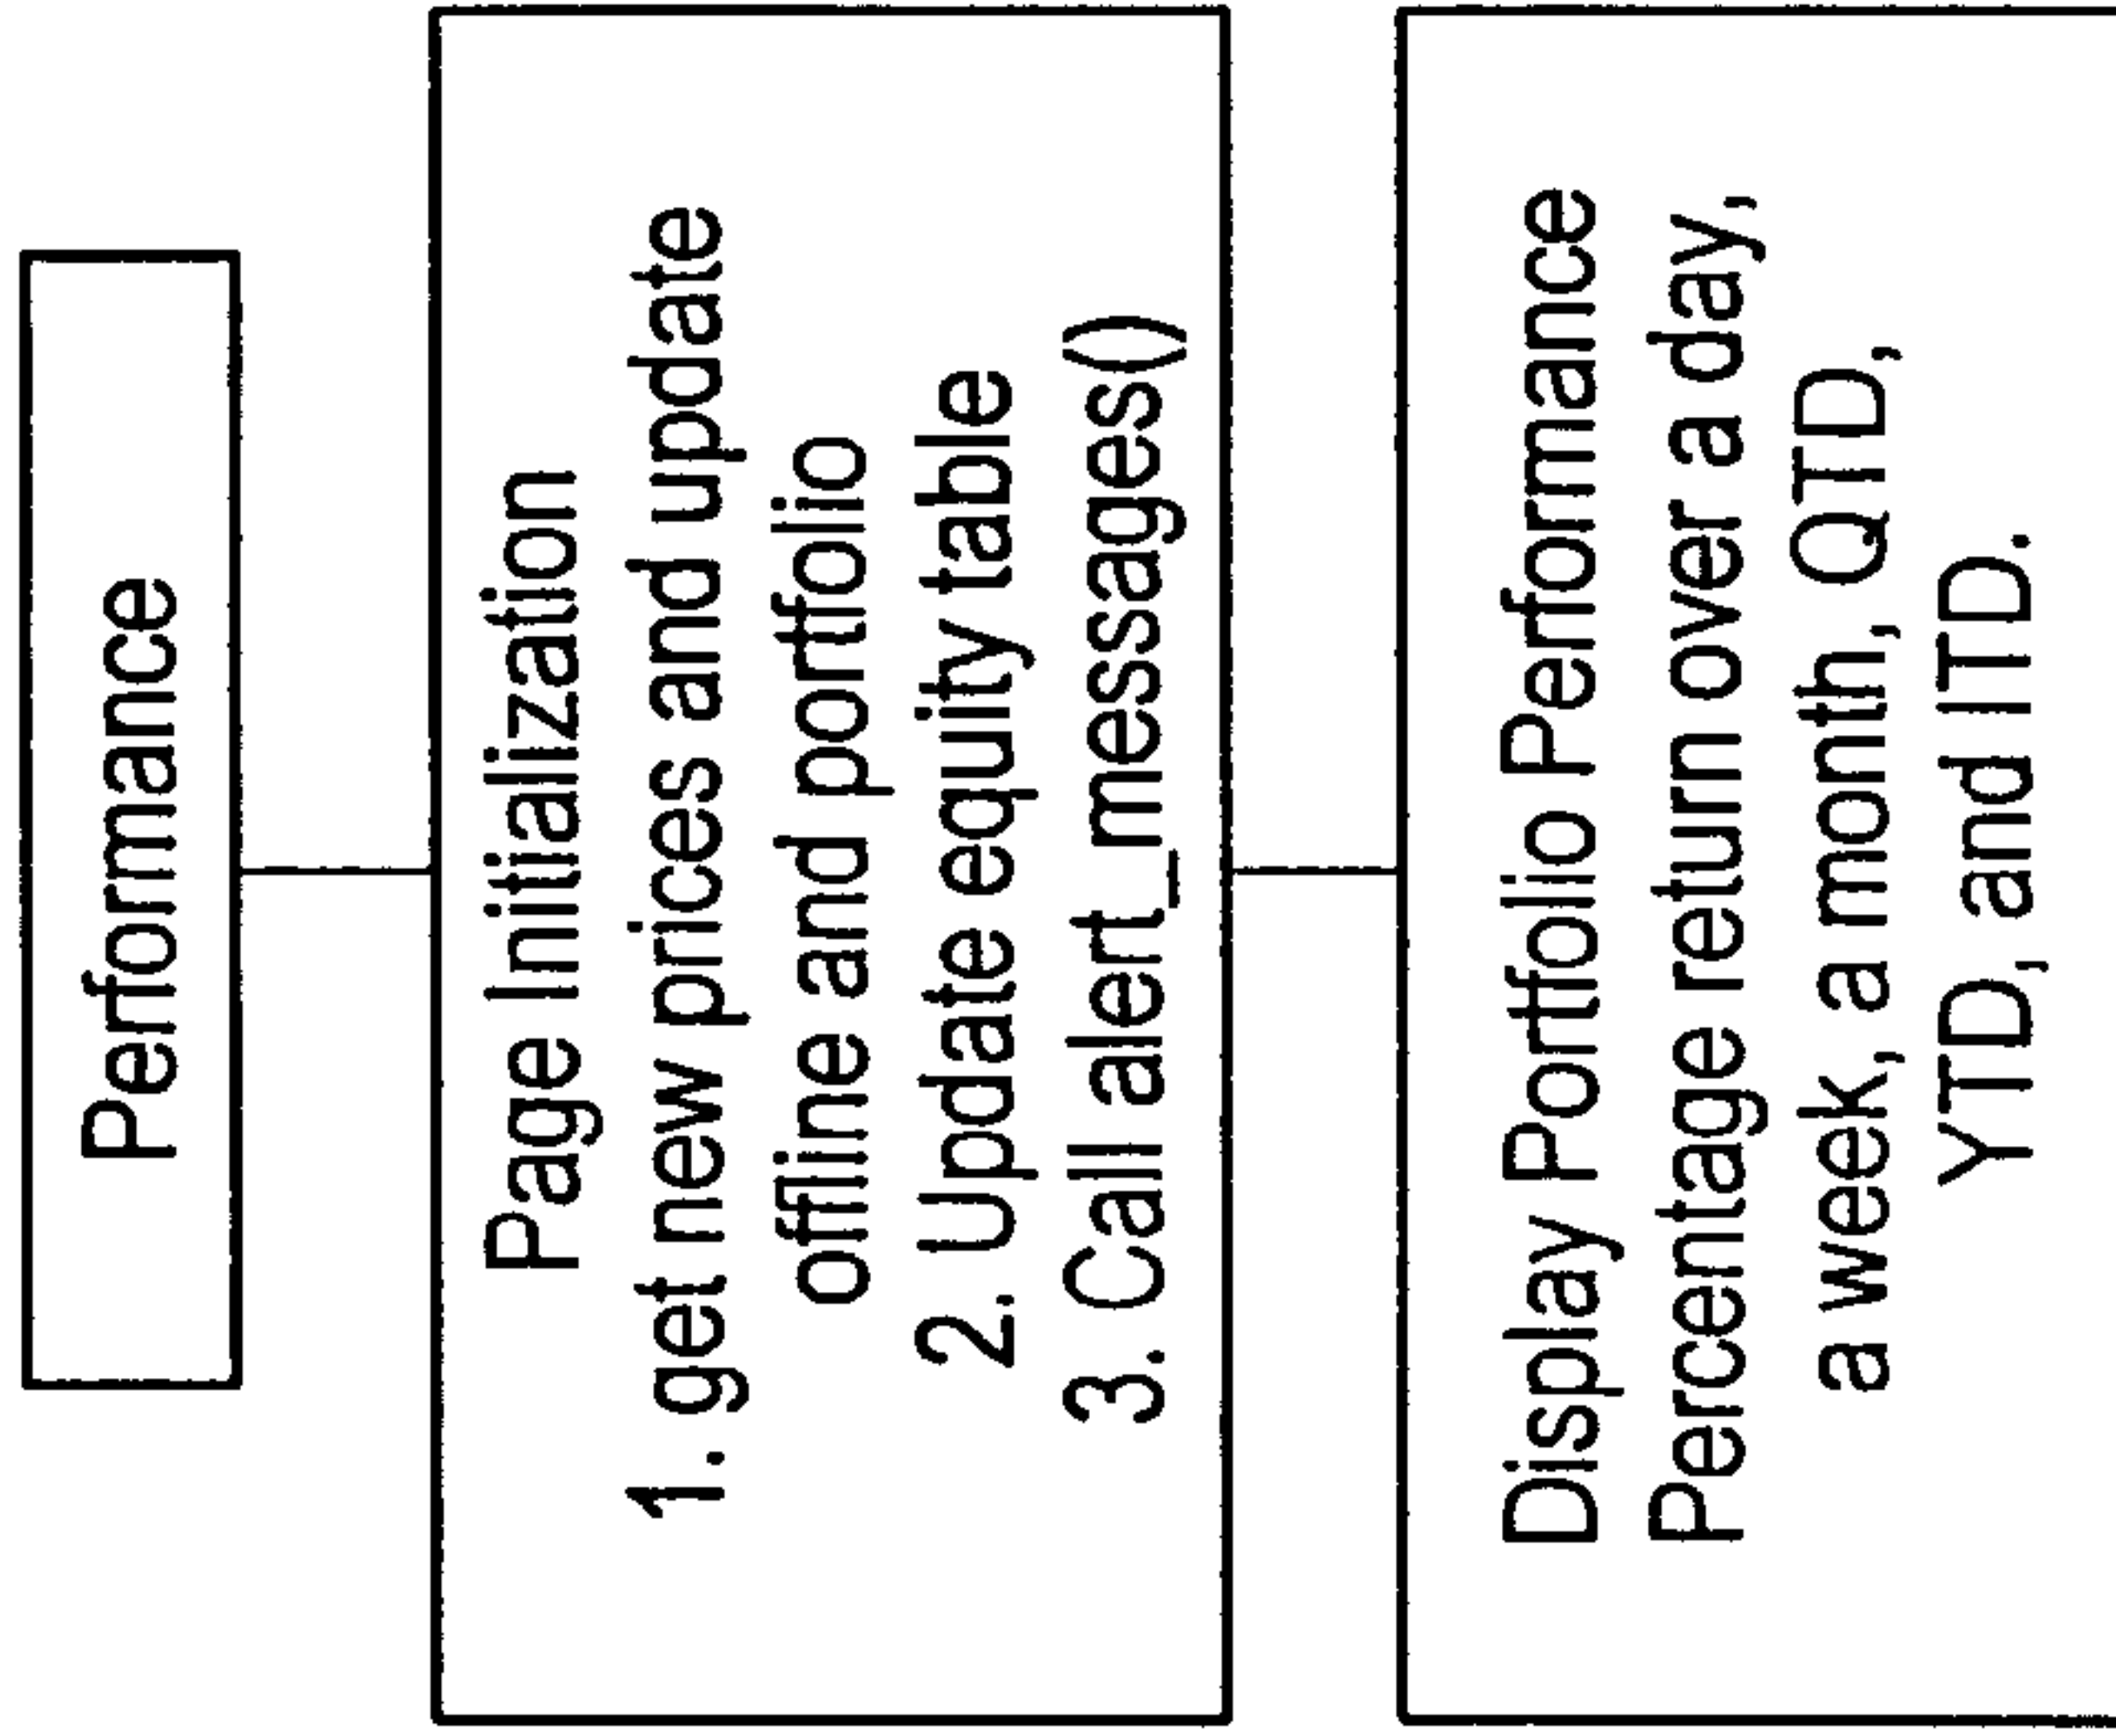 Performance
Page Initialization
1. get new prices and update
offline and portfolio
2. Update equity table
3. Call alert_messages()
Display Portfolio Performance
Percentage return over a day,
a week, a month, QTD,
YTD, and ITD.